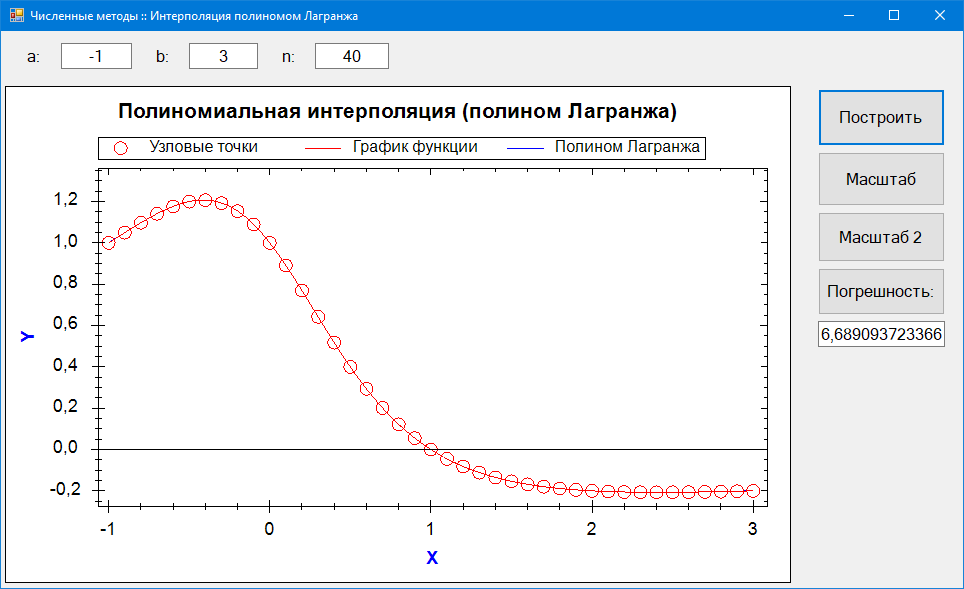 Численные методы :: Интерполяция полиномом Лагранжа
a: -1 b: 3 n: 40
Полиномиальная интерполяция (полином Лагранжа)
Узловые точки График функции Полином Лагранжа
1,2
1,0
0,8
0,6
0,4
0,2
0,0
-0,2
Y
-1 0 1 2 3
X
Построить
Масштаб
Масштаб 2
Погрешность:
6,689093723366